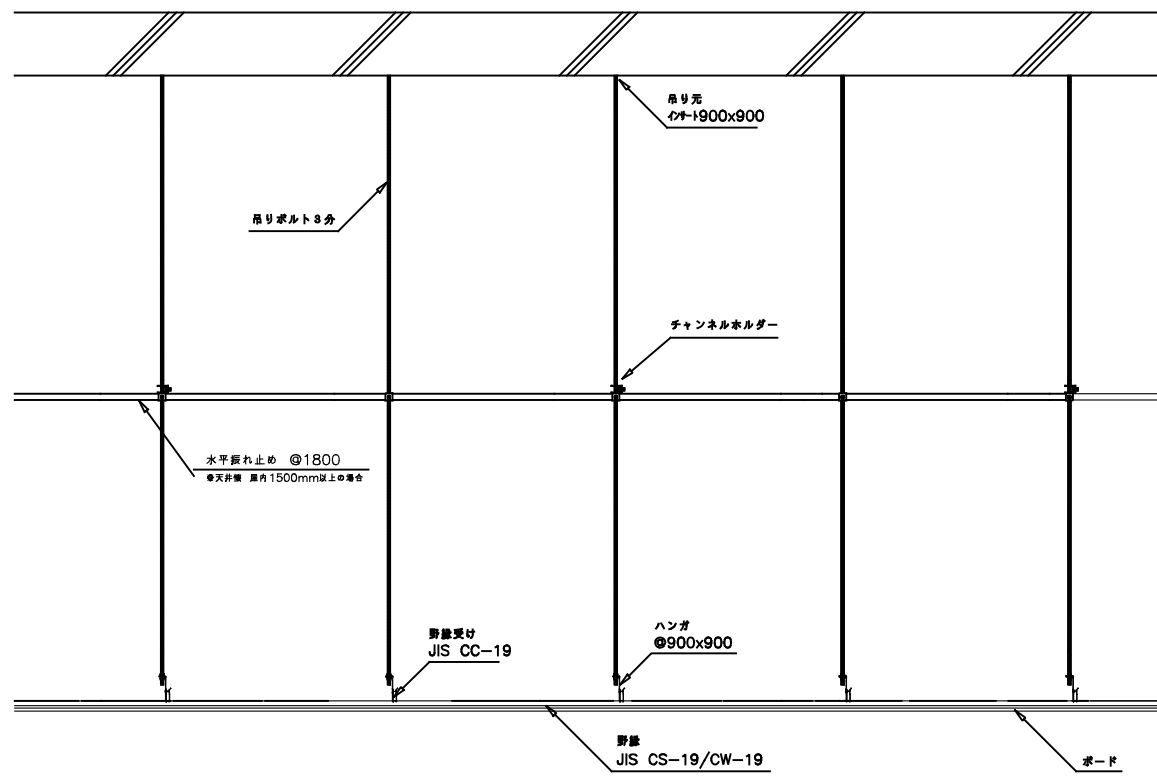 吊り元
インサート900x900
吊りボルト3分
チャンネルホルダー
水平振れ止め @1800
※天井懐 屋内1500mm以上の場合
野縁受け
JIS CC-19
ハンガ
@900x900
野縁
JIS CS-19/CW-19
ボード